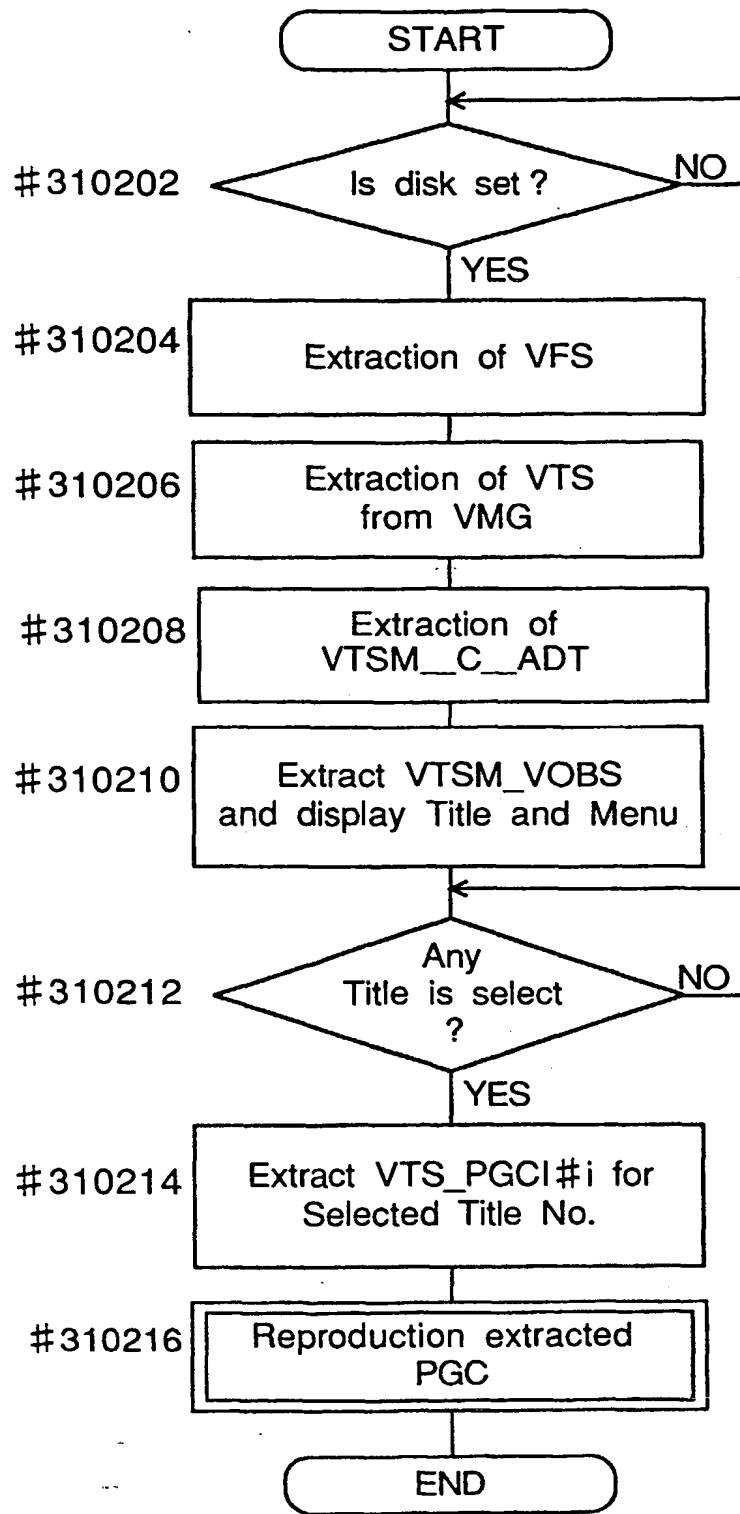 START
#310202
Is disk set ?
NO
YES
#310204
Extraction of VFS
#310206
Extraction of VTS
from VMG
#310208
Extraction of
VTSM__C__ADT
#310210
Extract VTSM_VOBS
and display Title and Menu
#310212
Any
Title is select
?
NO
YES
#310214
Extract VTS_PGCI#i for
Selected Title No.
#310216
Reproduction extracted
PGC
END